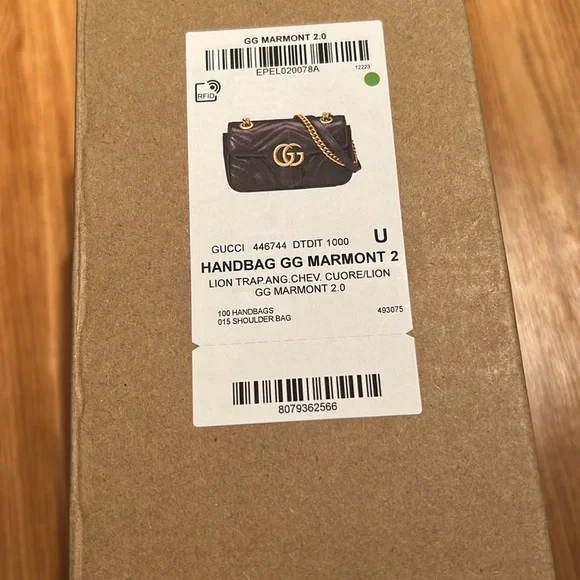 GG MARMONT 2.0
EPEL020078A
12223
RFID
GG
GUCCI 446744 DTDIT 1000 U
HANDBAG GG MARMONT 2
LION TRAP.ANG.CHEV. CUORE/LION
GG MARMONT 2.0
100 HANDBAGS
015 SHOULDER BAG
493075
8079362566